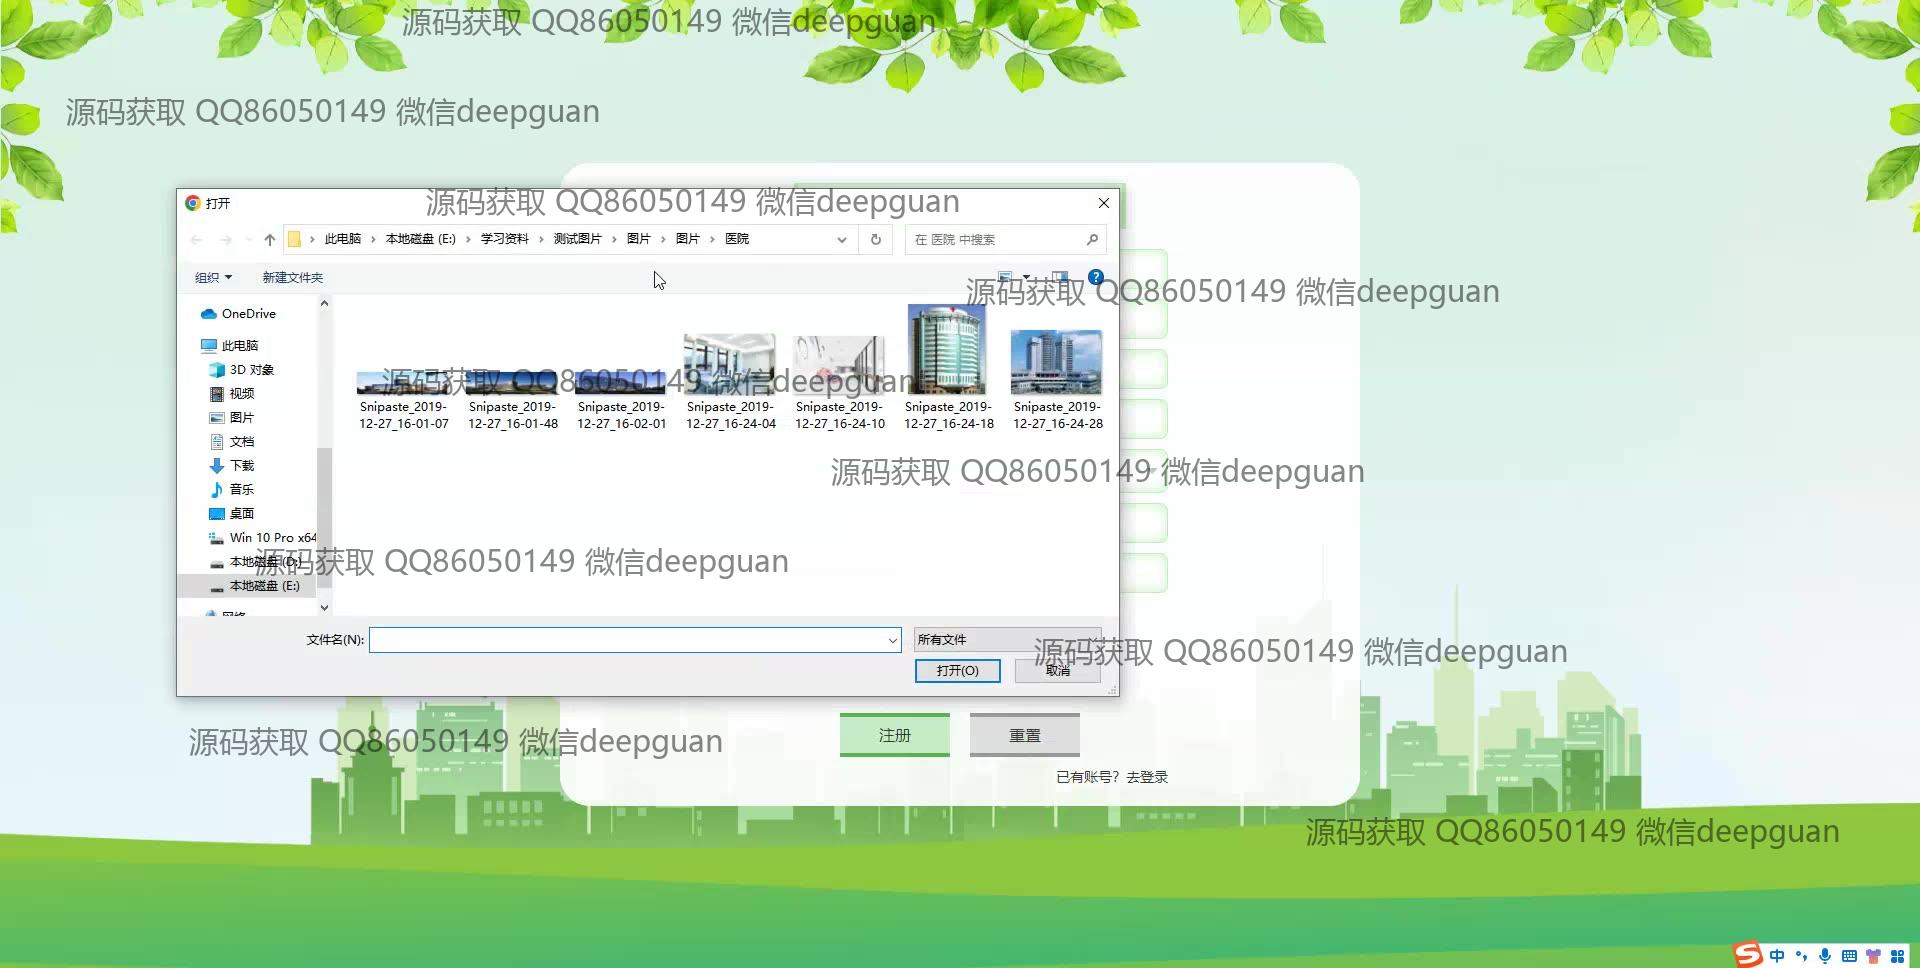 源码获取 QQ86050149 微信deepguan
源码获取 QQ86050149 微信deepguan
打开
源码获取 QQ86050149 微信deepguan
此电脑 本地磁盘 (E:) 学习资料 测试图片 图片 图片 医院
在 医院 中搜索
组织 新建文件夹
源码获取 QQ86050149 微信deepguan
OneDrive
此电脑
3D 对象
视频
图片
文档
下载
音乐
桌面
Win 10 Pro x64
本地磁盘 (D:)
本地磁盘 (E:)
网络
源码获取 QQ86050149 微信deepguan
Snipaste_2019-12-27_16-01-07
Snipaste_2019-12-27_16-01-48
Snipaste_2019-12-27_16-02-01
Snipaste_2019-12-27_16-24-04
Snipaste_2019-12-27_16-24-10
Snipaste_2019-12-27_16-24-18
Snipaste_2019-12-27_16-24-28
源码获取 QQ86050149 微信deepguan
源码获取 QQ86050149 微信deepguan
文件名(N):
所有文件
源码获取 QQ86050149 微信deepguan
打开(O) 取消
源码获取 QQ86050149 微信deepguan
注册 重置
已有账号？去登录
源码获取 QQ86050149 微信deepguan
中